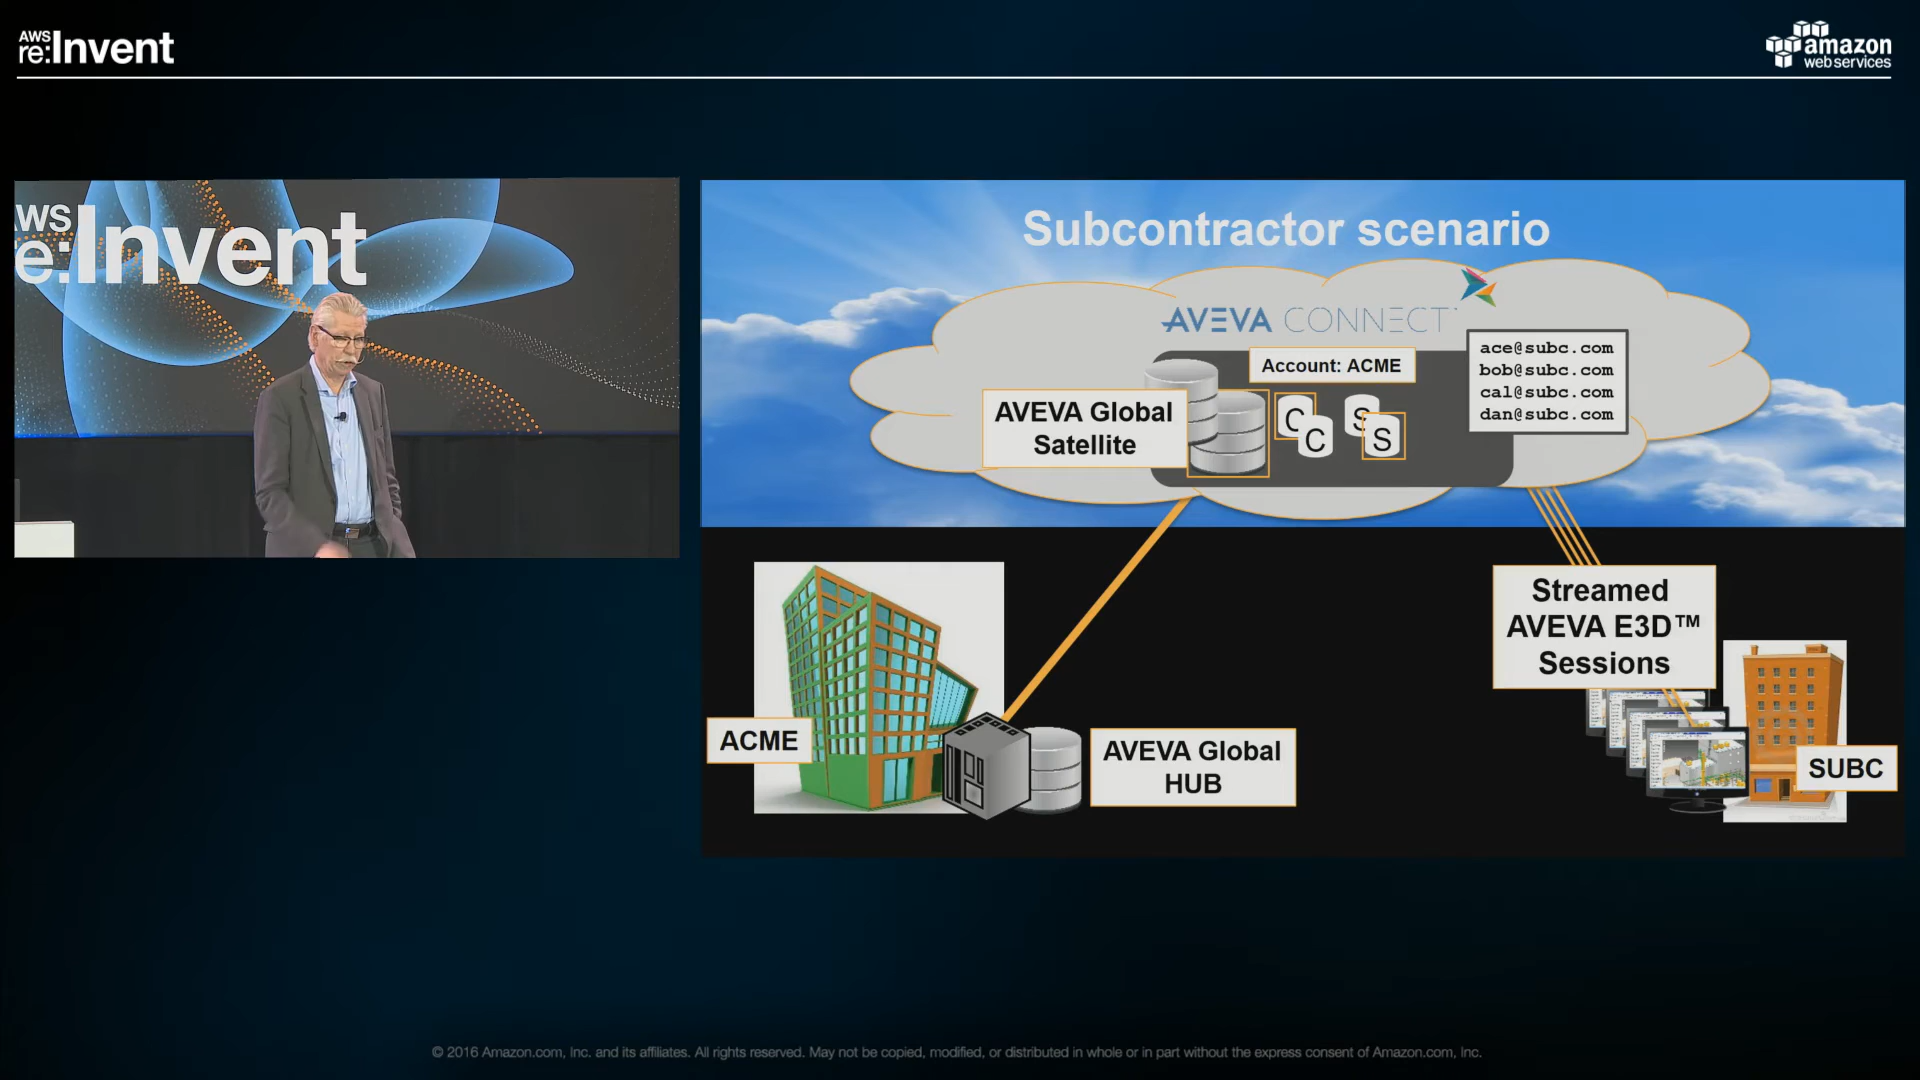 AWS
re:Invent
amazon
web services
AWS
re:Invent
Subcontractor scenario
AVEVA CONNECT
Account: ACME
ace@subc.com
bob@subc.com
cal@subc.com
dan@subc.com
AVEVA Global
Satellite
C
C
S
S
Streamed
AVEVA E3D™
Sessions
ACME
AVEVA Global
HUB
SUBC
© 2016 Amazon.com, Inc. and its affiliates. All rights reserved. May not be copied, modified, or distributed in whole or in part without the express consent of Amazon.com, Inc.